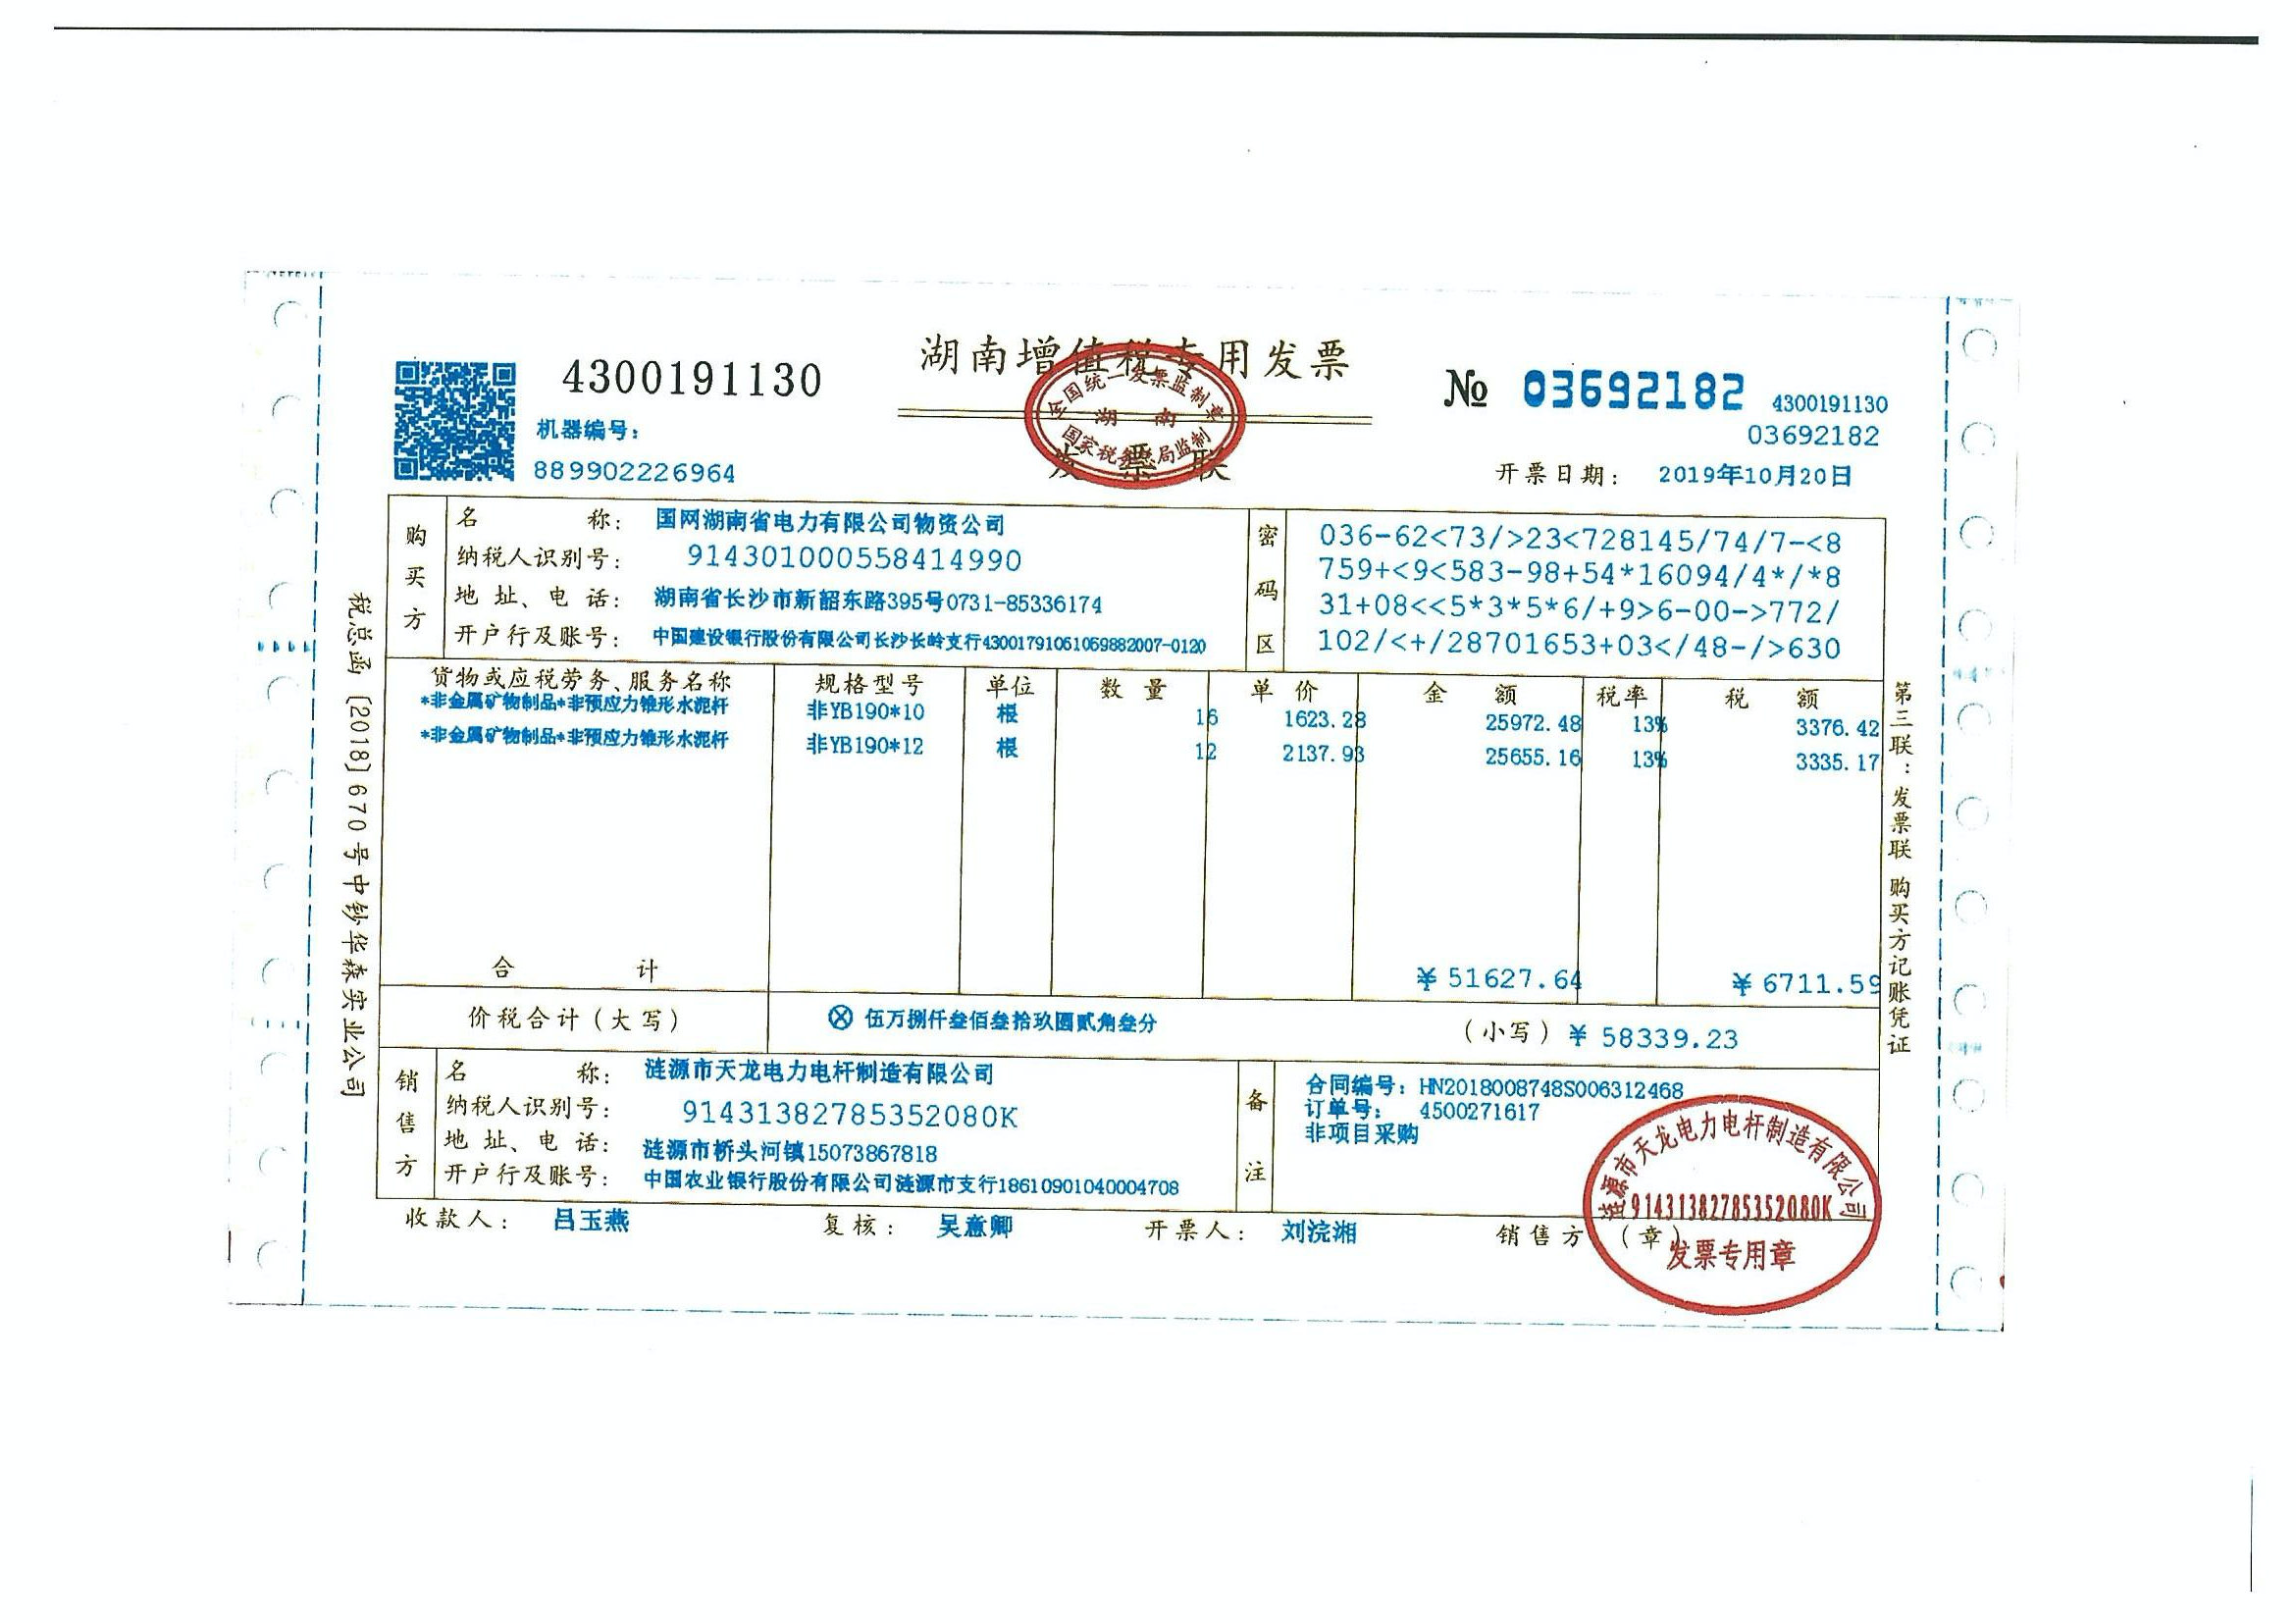 湖南增值税专用发票
发票联
全国统一发票监制章
湖南
国家税务总局监制
4300191130
机器编号:
889902226964
№ 03692182
4300191130
03692182
开票日期: 2019年10月20日
购买方
名称: 国网湖南省电力有限公司物资公司
纳税人识别号: 914301000558414990
地址、电话: 湖南省长沙市新韶东路395号0731-85336174
开户行及账号: 中国建设银行股份有限公司长沙长岭支行43001791061059882007-0120
密码区
036-62<73/>23<728145/74/7-<8
759+<9<583-98+54*16094/4*/*8
31+08<<5*3*5*6/+9>6-00->772/
102/<+/28701653+03</48-/>630
货物或应税劳务、服务名称 规格型号 单位 数量 单价 金额 税率 税额
*非金属矿物制品*非预应力锥形水泥杆 非YB190*10 根 16 1623.28 25972.48 13% 3376.42
*非金属矿物制品*非预应力锥形水泥杆 非YB190*12 根 12 2137.93 25655.16 13% 3335.17
合计 ¥51627.64 ¥6711.59
价税合计(大写) ⊗伍万捌仟叁佰叁拾玖圆贰角叁分 (小写)¥58339.23
销售方
名称: 涟源市天龙电力电杆制造有限公司
纳税人识别号: 91431382785352080K
地址、电话: 涟源市桥头河镇15073867818
开户行及账号: 中国农业银行股份有限公司涟源市支行18610901040004708
备注
合同编号: HN2018008748S006312468
订单号: 4500271617
非项目采购
收款人: 吕玉燕 复核: 吴意卿 开票人: 刘浣湘 销售方(章)
涟源市天龙电力电杆制造有限公司
91431382785352080K
发票专用章
税总函〔2018〕670号中钞华森实业公司
第三联:发票联 购买方记账凭证